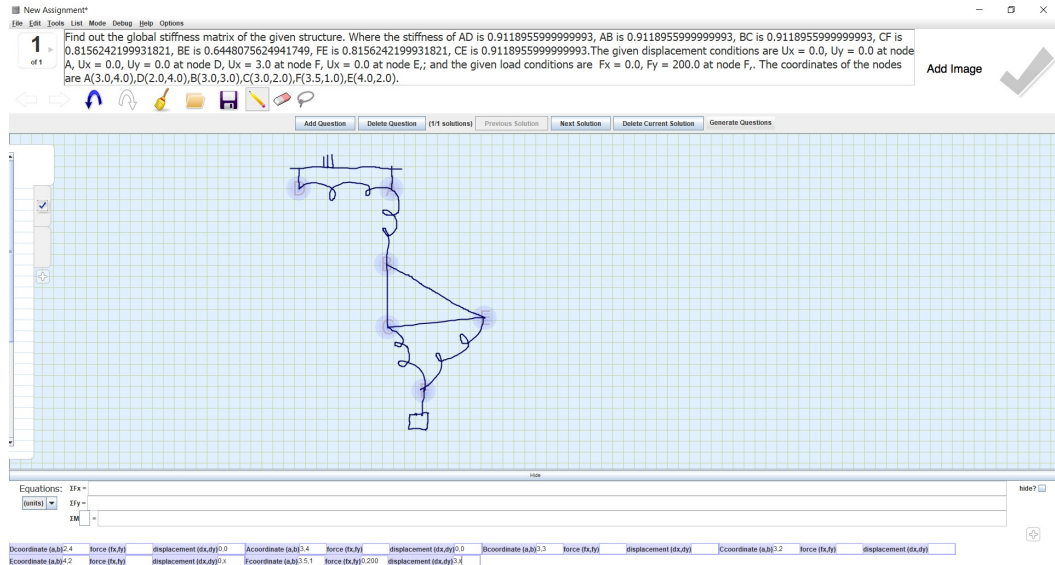 New Assignment*
File Edit Tools List Mode Debug Help Options
1
of 1
Find out the global stiffness matrix of the given structure. Where the stiffness of AD is 0.9118955999999993, AB is 0.9118955999999993, BC is 0.9118955999999993, CF is
0.8156242199931821, BE is 0.6448075624941749, FE is 0.8156242199931821, CE is 0.9118955999999993.The given displacement conditions are Ux = 0.0, Uy = 0.0 at node
A, Ux = 0.0, Uy = 0.0 at node D, Ux = 3.0 at node F, Ux = 0.0 at node E,; and the given load conditions are Fx = 0.0, Fy = 200.0 at node F,. The coordinates of the nodes
are A(3.0,4.0),D(2.0,4.0),B(3.0,3.0),C(3.0,2.0),F(3.5,1.0),E(4.0,2.0).
Add Image
Add Question Delete Question (1/1 solutions) Previous Solution Next Solution Delete Current Solution Generate Questions
D A
B
E
C
F
Hide
Equations: ΣFx =
hide?
(units) ΣFy =
ΣM =
Dcoordinate (a,b) 2,4 force (fx,fy) displacement (dx,dy) 0,0 Acoordinate (a,b) 3,4 force (fx,fy) displacement (dx,dy) 0,0 Bcoordinate (a,b) 3,3 force (fx,fy) displacement (dx,dy) Ccoordinate (a,b) 3,2 force (fx,fy) displacement (dx,dy)
Ecoordinate (a,b) 4,2 force (fx,fy) displacement (dx,dy) 0,x Fcoordinate (a,b) 3.5,1 force (fx,fy) 0,200 displacement (dx,dy) 3,x